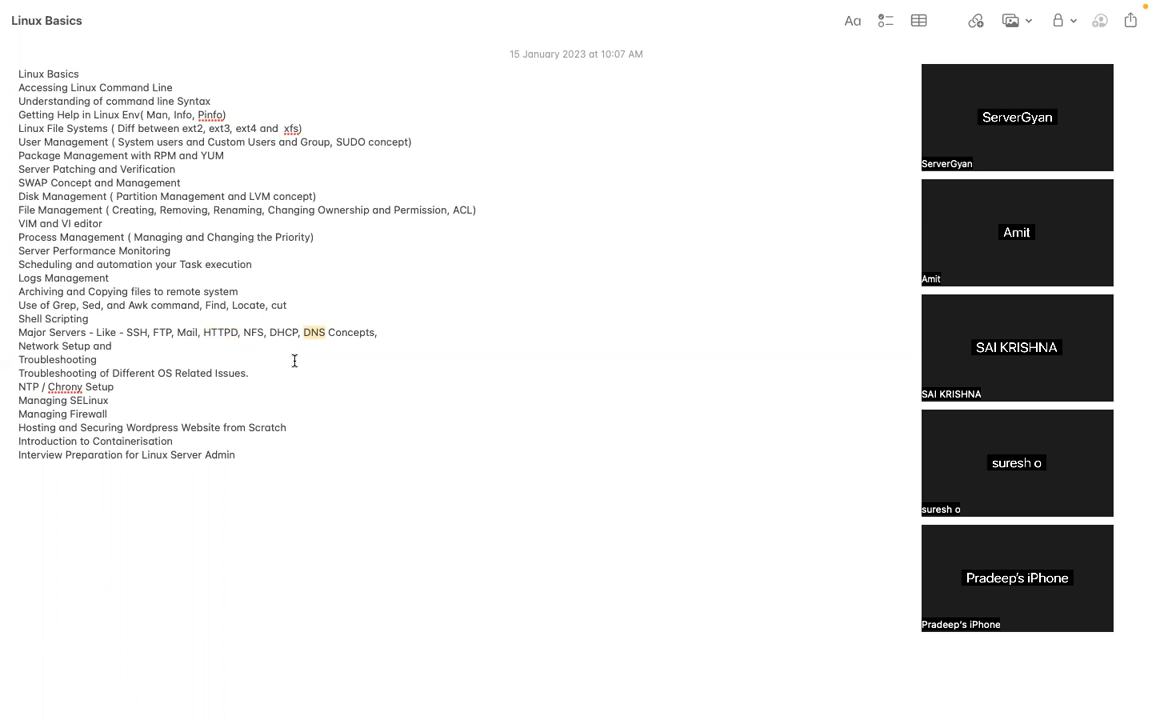 Linux Basics
Aa
15 January 2023 at 10:07 AM
Linux Basics
Accessing Linux Command Line
Understanding of command line Syntax
Getting Help in Linux Env( Man, Info, Pinfo)
Linux File Systems ( Diff between ext2, ext3, ext4 and  xfs)
User Management ( System users and Custom Users and Group, SUDO concept)
Package Management with RPM and YUM
Server Patching and Verification
SWAP Concept and Management
Disk Management ( Partition Management and LVM concept)
File Management ( Creating, Removing, Renaming, Changing Ownership and Permission, ACL)
VIM and VI editor
Process Management ( Managing and Changing the Priority)
Server Performance Monitoring
Scheduling and automation your Task execution
Logs Management
Archiving and Copying files to remote system
Use of Grep, Sed, and Awk command, Find, Locate, cut
Shell Scripting
Major Servers - Like - SSH, FTP, Mail, HTTPD, NFS, DHCP, DNS Concepts,
Network Setup and
Troubleshooting
Troubleshooting of Different OS Related Issues.
NTP / Chrony Setup
Managing SELinux
Managing Firewall
Hosting and Securing Wordpress Website from Scratch
Introduction to Containerisation
Interview Preparation for Linux Server Admin
ServerGyan
ServerGyan
Amit
Amit
SAI KRISHNA
SAI KRISHNA
suresh o
suresh o
Pradeep's iPhone
Pradeep's iPhone